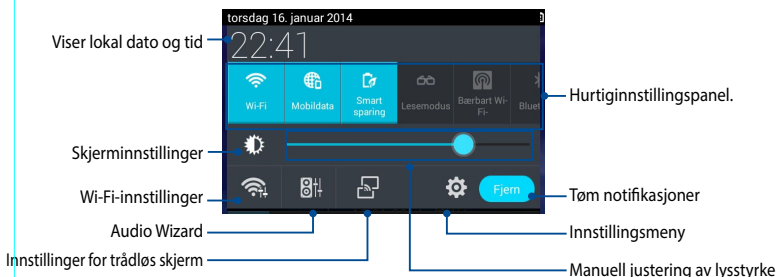 torsdag 16. januar 2014
Viser lokal dato og tid
22:41
Wi-Fi
Mobildata
Smart
sparing
Lesemodus
Bærbart Wi-
Fi-
Bluet
Hurtiginnstillingspanel.
Skjerminnstillinger
Wi-Fi-innstillinger
Fjern
Tøm notifikasjoner
Audio Wizard
Innstillingsmeny
Innstillinger for trådløs skjerm
Manuell justering av lysstyrke